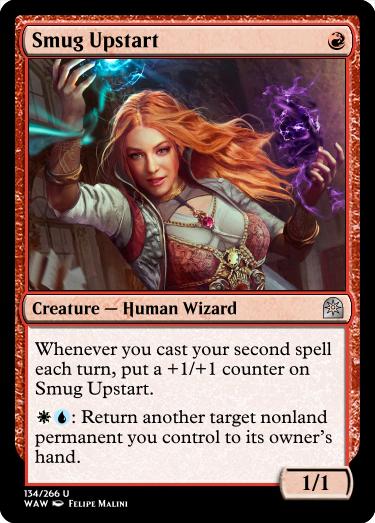 Smug Upstart
Creature — Human Wizard
Whenever you cast your second spell
each turn, put a +1/+1 counter on
Smug Upstart.
: Return another target nonland
permanent you control to its owner's
hand.
1/1
134/266 U
WAW Felipe Malini